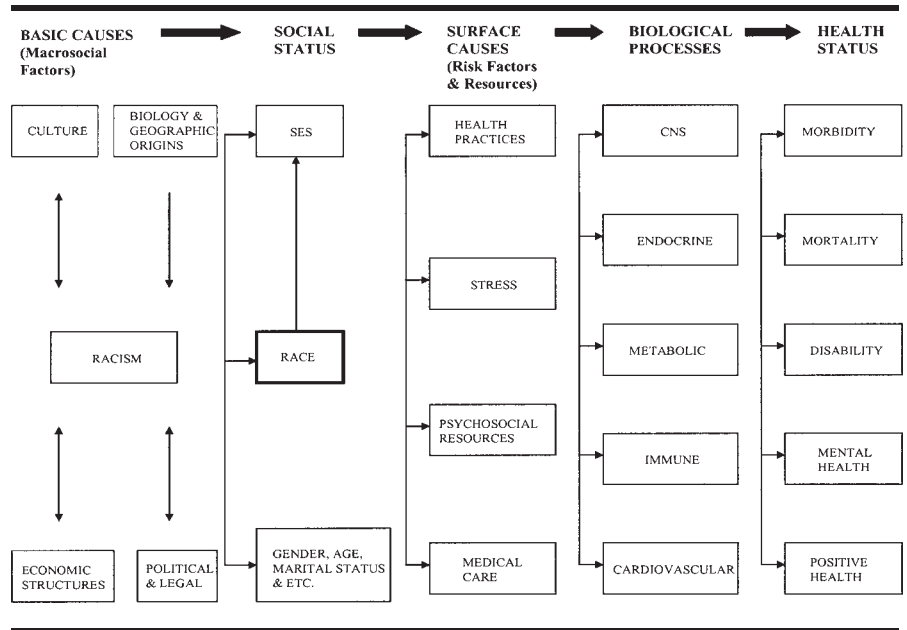 BASIC CAUSES
(Macrosocial
Factors)
SOCIAL
STATUS
SURFACE
CAUSES
(Risk Factors
& Resources)
BIOLOGICAL
PROCESSES
HEALTH
STATUS
CULTURE
BIOLOGY &
GEOGRAPHIC
ORIGINS
RACISM
ECONOMIC
STRUCTURES
POLITICAL
& LEGAL
SES
RACE
GENDER, AGE,
MARITAL STATUS
& ETC.
HEALTH
PRACTICES
STRESS
PSYCHOSOCIAL
RESOURCES
MEDICAL
CARE
CNS
ENDOCRINE
METABOLIC
IMMUNE
CARDIOVASCULAR
MORBIDITY
MORTALITY
DISABILITY
MENTAL
HEALTH
POSITIVE
HEALTH